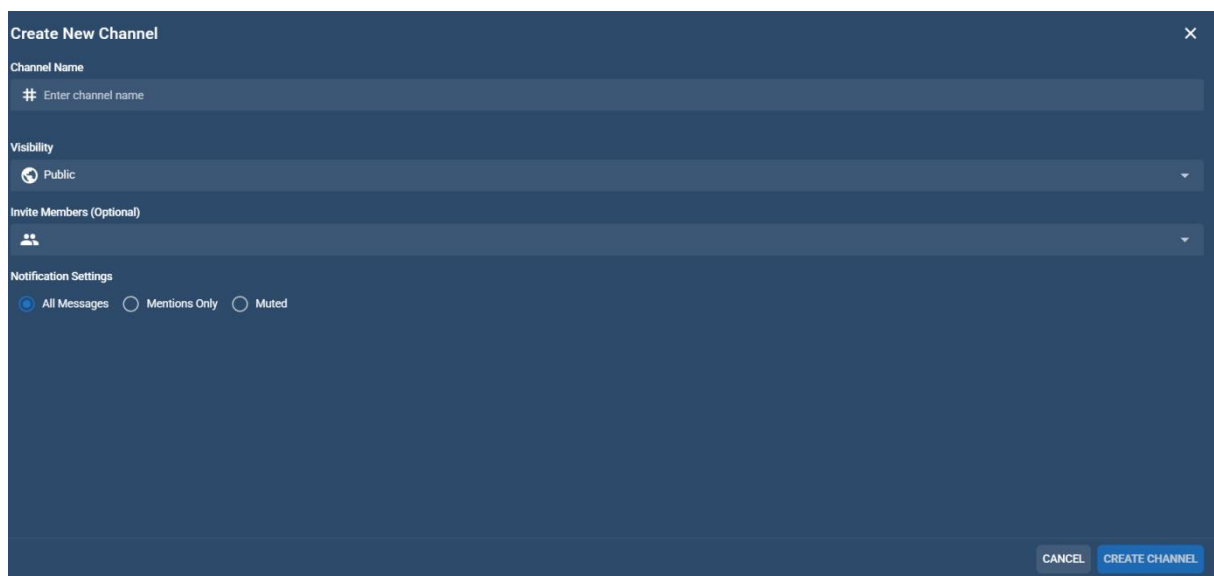 Create New Channel
Channel Name
# Enter channel name
Visibility
Public
Invite Members (Optional)
Notification Settings
All Messages Mentions Only Muted
CANCEL CREATE CHANNEL